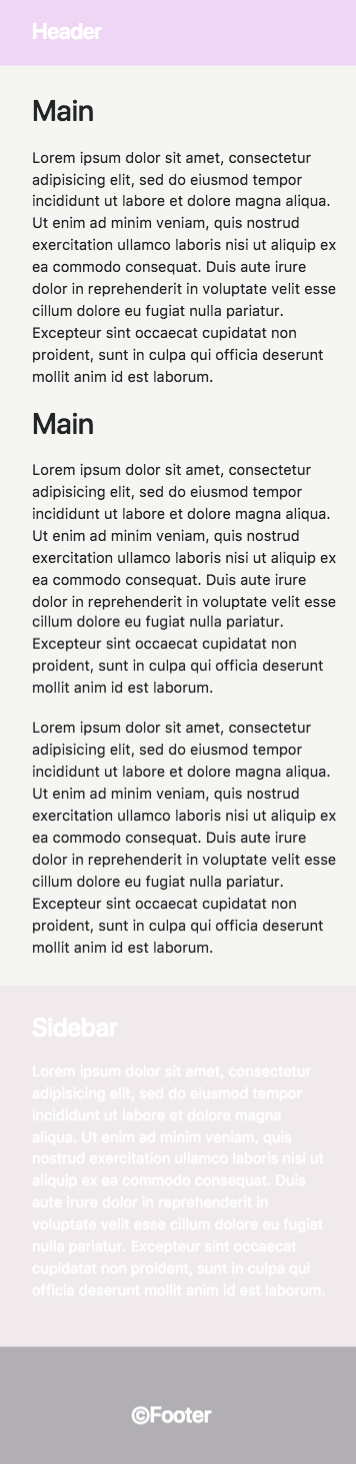 Header
Main
Lorem ipsum dolor sit amet, consectetur
adipisicing elit, sed do eiusmod tempor
incididunt ut labore et dolore magna aliqua.
Ut enim ad minim veniam, quis nostrud
exercitation ullamco laboris nisi ut aliquip ex
ea commodo consequat. Duis aute irure
dolor in reprehenderit in voluptate velit esse
cillum dolore eu fugiat nulla pariatur.
Excepteur sint occaecat cupidatat non
proident, sunt in culpa qui officia deserunt
mollit anim id est laborum.
Main
Lorem ipsum dolor sit amet, consectetur
adipisicing elit, sed do eiusmod tempor
incididunt ut labore et dolore magna aliqua.
Ut enim ad minim veniam, quis nostrud
exercitation ullamco laboris nisi ut aliquip ex
ea commodo consequat. Duis aute irure
dolor in reprehenderit in voluptate velit esse
cillum dolore eu fugiat nulla pariatur.
Excepteur sint occaecat cupidatat non
proident, sunt in culpa qui officia deserunt
mollit anim id est laborum.
Lorem ipsum dolor sit amet, consectetur
adipisicing elit, sed do eiusmod tempor
incididunt ut labore et dolore magna aliqua.
Ut enim ad minim veniam, quis nostrud
exercitation ullamco laboris nisi ut aliquip ex
ea commodo consequat. Duis aute irure
dolor in reprehenderit in voluptate velit esse
cillum dolore eu fugiat nulla pariatur.
Excepteur sint occaecat cupidatat non
proident, sunt in culpa qui officia deserunt
mollit anim id est laborum.
Sidebar
Lorem ipsum dolor sit amet, consectetur
adipisicing elit, sed do eiusmod tempor
incididunt ut labore et dolore magna
aliqua. Ut enim ad minim veniam, quis
nostrud exercitation ullamco laboris nisi ut
aliquip ex ea commodo consequat. Duis
aute irure dolor in reprehenderit in
voluptate velit esse cillum dolore eu fugiat
nulla pariatur. Excepteur sint occaecat
cupidatat non proident, sunt in culpa qui
officia deserunt mollit anim id est laborum.
©Footer